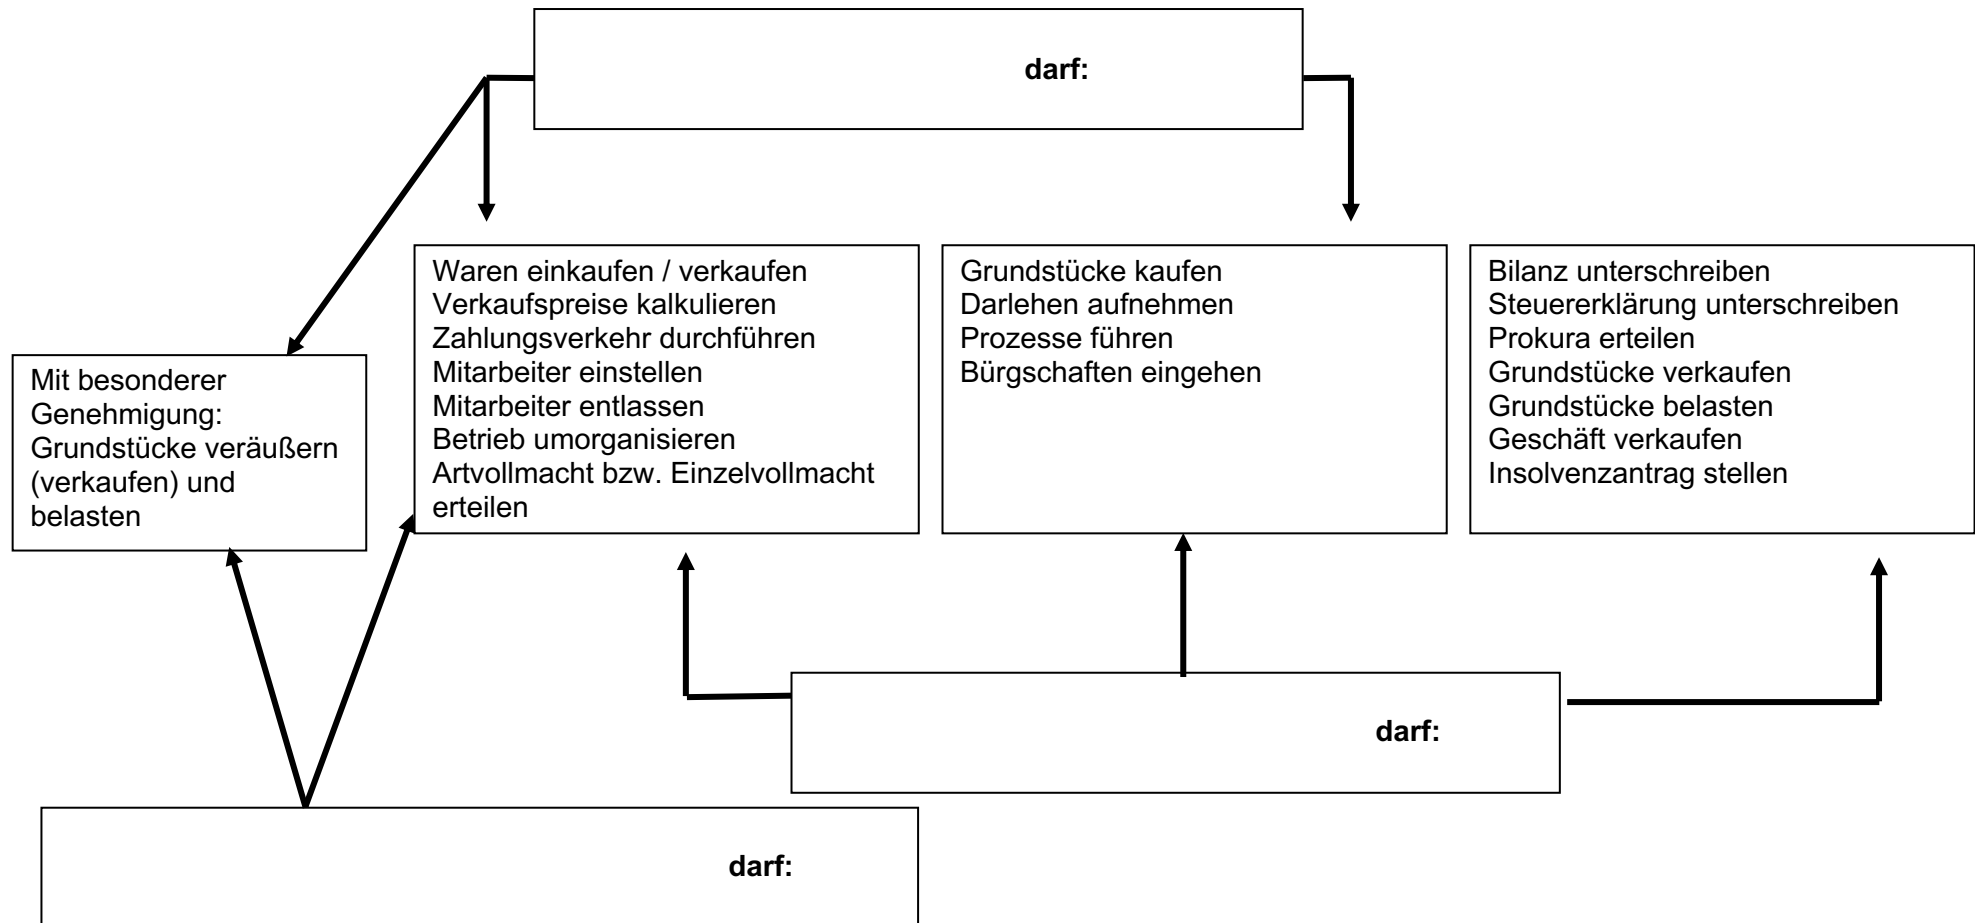 darf:
Mit besonderer
Genehmigung:
Grundstücke veräußern
(verkaufen) und
belasten
Waren einkaufen / verkaufen
Verkaufspreise kalkulieren
Zahlungsverkehr durchführen
Mitarbeiter einstellen
Mitarbeiter entlassen
Betrieb umorganisieren
Artvollmacht bzw. Einzelvollmacht
erteilen
Grundstücke kaufen
Darlehen aufnehmen
Prozesse führen
Bürgschaften eingehen
Bilanz unterschreiben
Steuererklärung unterschreiben
Prokura erteilen
Grundstücke verkaufen
Grundstücke belasten
Geschäft verkaufen
Insolvenzantrag stellen
darf:
darf: